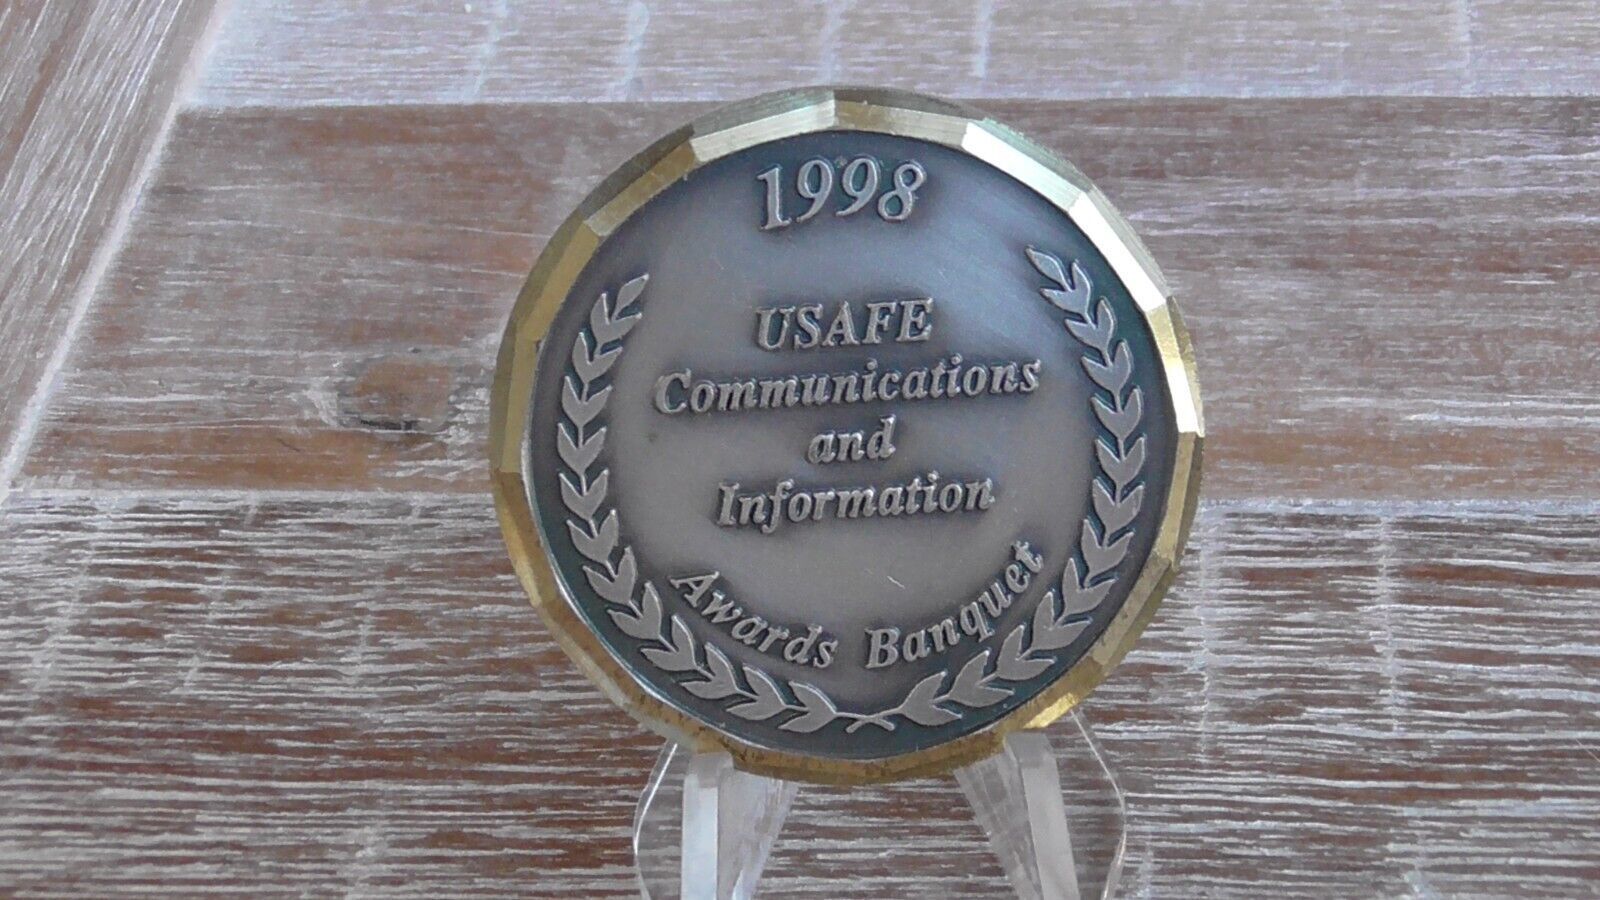 1998
USAFE
Communications
and
Information
Awards Banquet